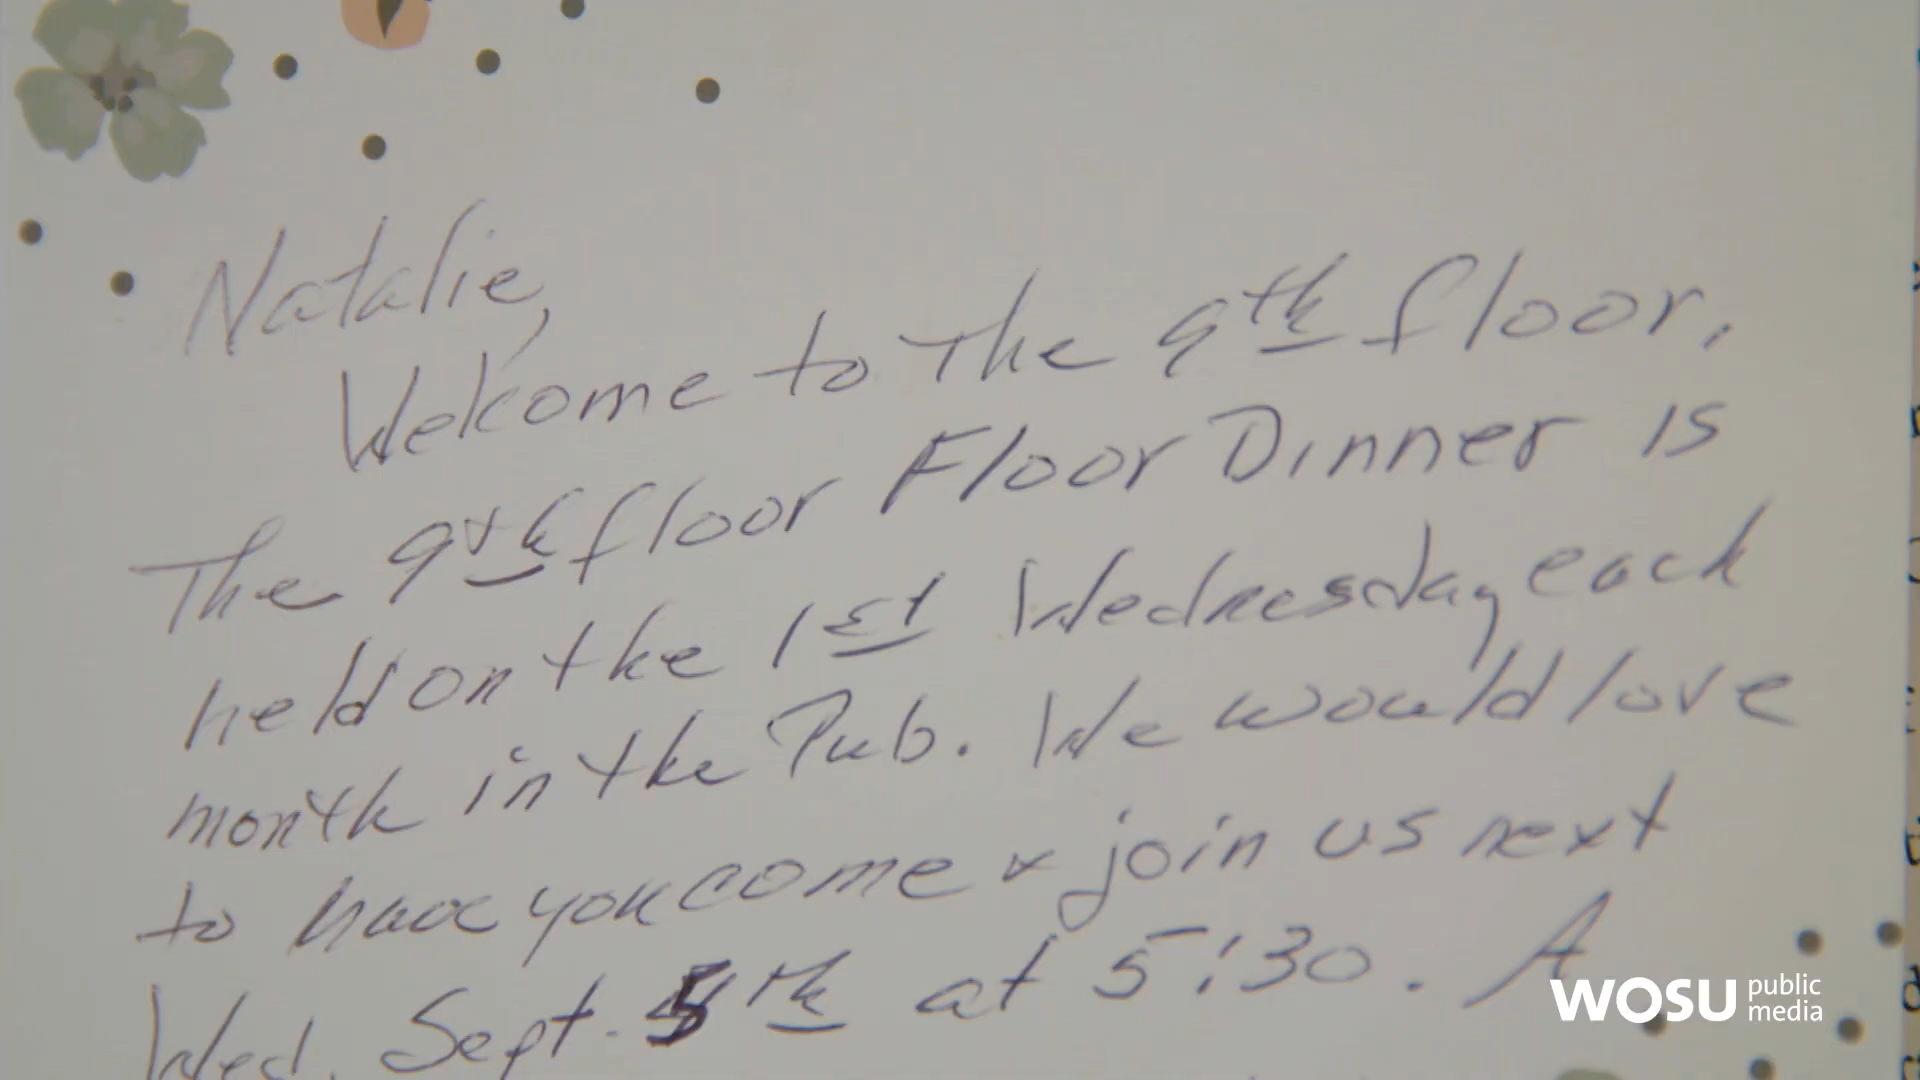 Natalie,
Welcome to The 9th floor.
The 9th floor Floor Dinner is
held on the 1st Wednesday each
month in the Pub. We would love
to have you come & join us next
Wed. Sept. 5th at 5:30. A
WOSU public media